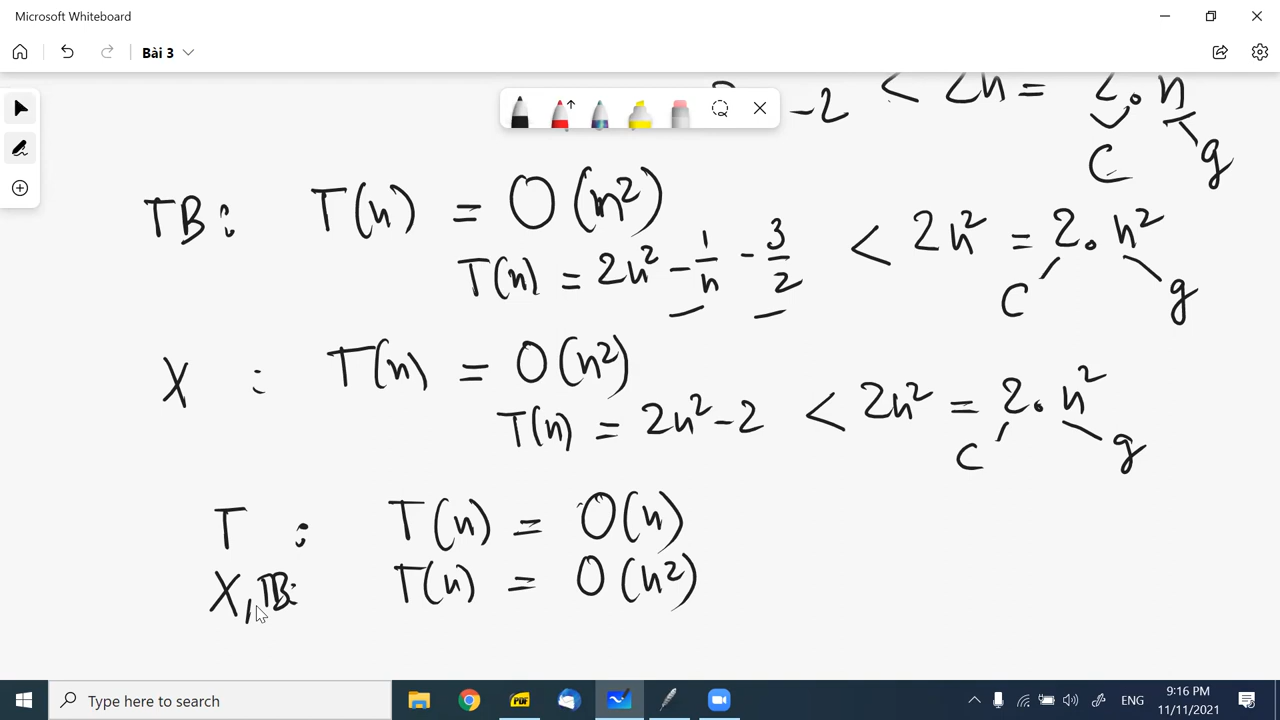 Microsoft Whiteboard
Bài 3
-2 < 2n = 2.n
C g
TB: T(n) = O(n²)
T(n) = 2n² - 1/n - 3/2 < 2n² = 2.n²
C g
X : T(n) = O(n²)
T(n) = 2n² - 2 < 2n² = 2.n²
C g
T : T(n) = O(n)
X, TB: T(n) = O(n²)
Type here to search
PDF
ENG
9:16 PM
11/11/2021